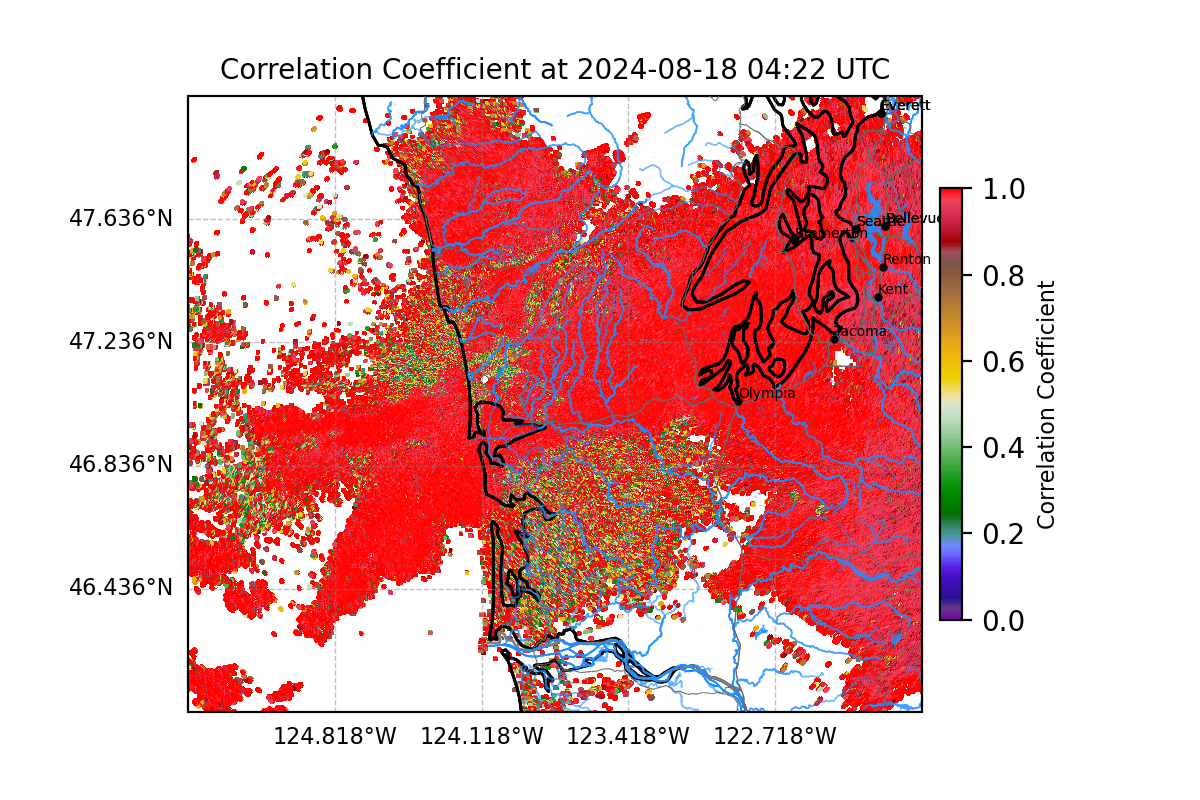 Correlation Coefficient at 2024-08-18 04:22 UTC
Everett
1.0
47.636°N
Seattle
Bellevue
Bremerton
Renton
0.8
Kent
47.236°N
Tacoma
0.6
Olympia
Correlation Coefficient
46.836°N
0.4
0.2
46.436°N
0.0
124.818°W 124.118°W 123.418°W 122.718°W